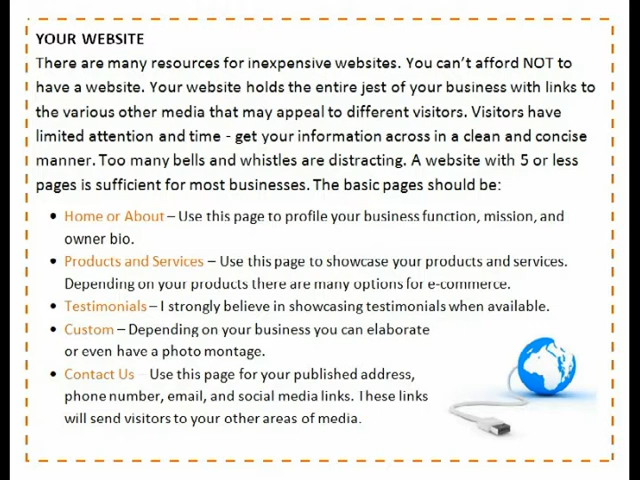 YOUR WEBSITE
There are many resources for inexpensive websites. You can't afford NOT to
have a website. Your website holds the entire jest of your business with links to
the various other media that may appeal to different visitors. Visitors have
limited attention and time - get your information across in a clean and concise
manner. Too many bells and whistles are distracting. A website with 5 or less
pages is sufficient for most businesses. The basic pages should be:
• Home or About – Use this page to profile your business function, mission, and
owner bio.
• Products and Services – Use this page to showcase your products and services.
Depending on your products there are many options for e-commerce.
• Testimonials – I strongly believe in showcasing testimonials when available.
• Custom – Depending on your business you can elaborate
or even have a photo montage.
• Contact Us – Use this page for your published address,
phone number, email, and social media links. These links
will send visitors to your other areas of media.